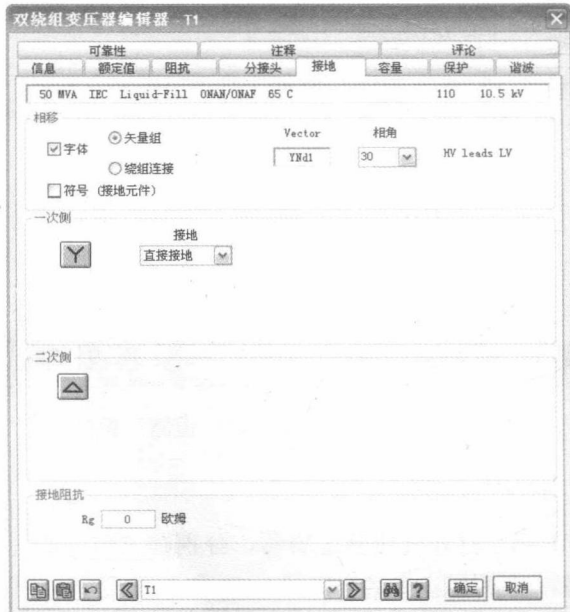 双绕组变压器编辑器 - T1
可靠性 注释 评论
信息 额定值 阻抗 分接头 接地 容量 保护 谐波
50 MVA IEC Liquid-Fill ONAN/ONAF 65 C 110 10.5 kV
相移
字体 矢量组 Vector 相角
YNd1 30 HV leads LV
绕组连接
符号 (接地元件)
一次侧
接地
直接接地
二次侧
接地阻抗
Rg 0 欧姆
T1 ? 确定 取消